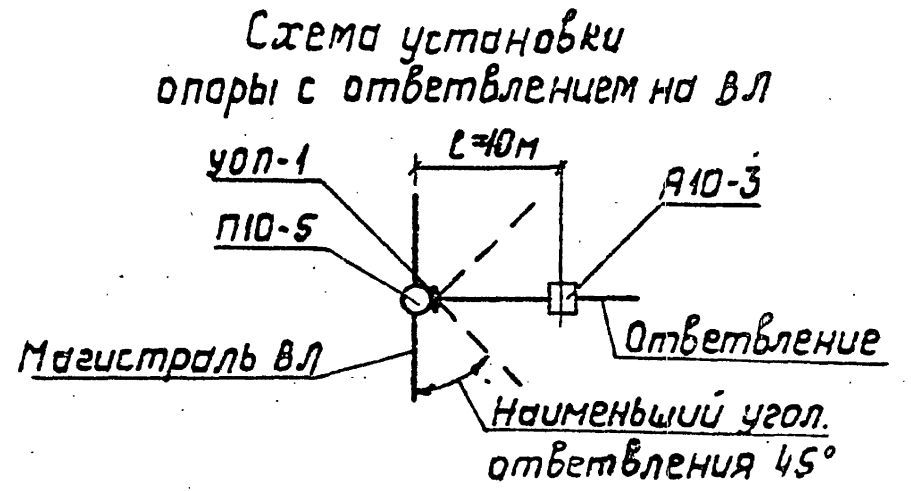 Схема установки
опоры с ответвлением на ВЛ
ℓ=10м
УОП-1
А10-3
П10-5
Ответвление
Магистраль ВЛ
Наименьший угол.
ответвления 45°